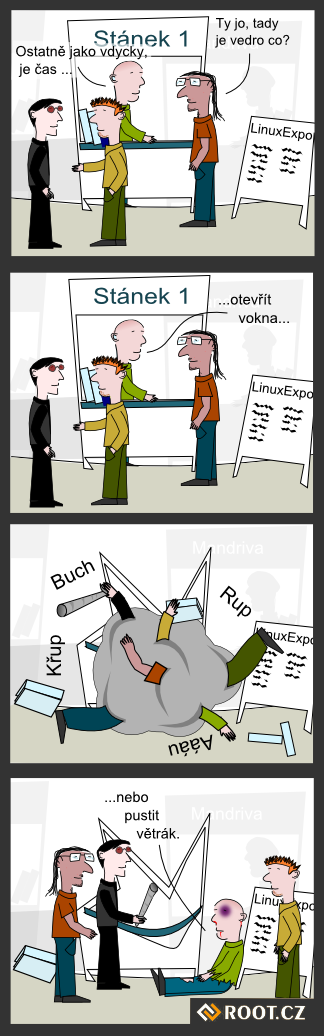 Stánek 1
Ostatně jako vdycky,
je čas ...
Ty jo, tady
je vedro co?
LinuxExpo
Stánek 1
...otevřít
vokna...
LinuxExpo
Mandriva
Buch
Rup
Křup
Aááu
LinuxExpo
...nebo
pustit
větrák.
Mandriva
LinuxExpo
ROOT.CZ